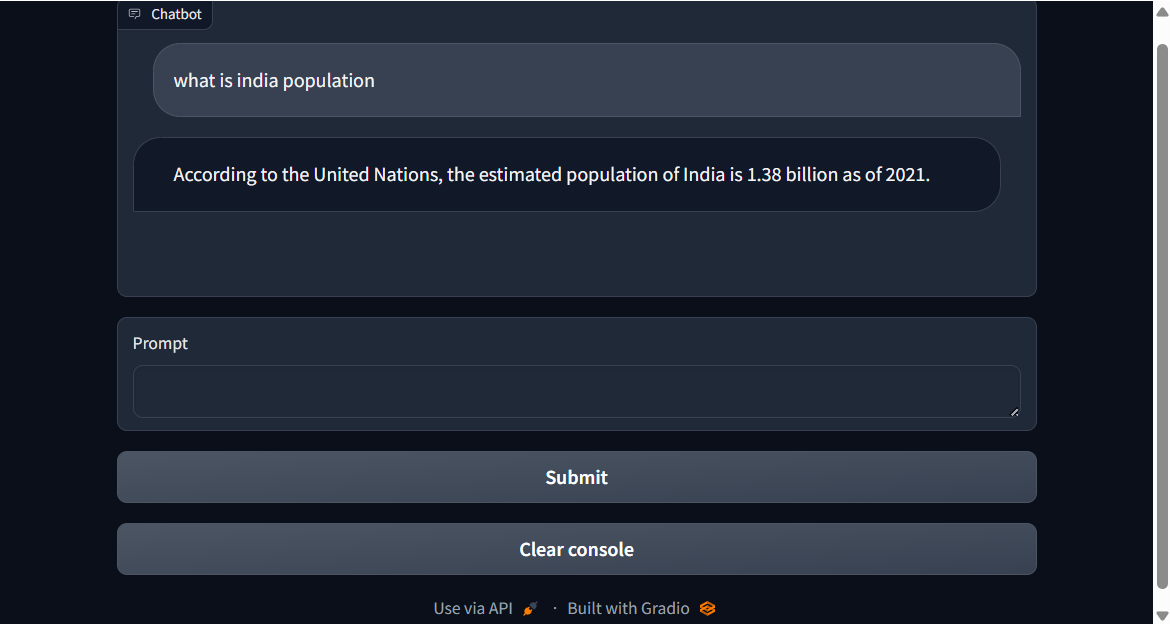 Chatbot
what is india population
According to the United Nations, the estimated population of India is 1.38 billion as of 2021.
Prompt
Submit
Clear console
Use via API · Built with Gradio